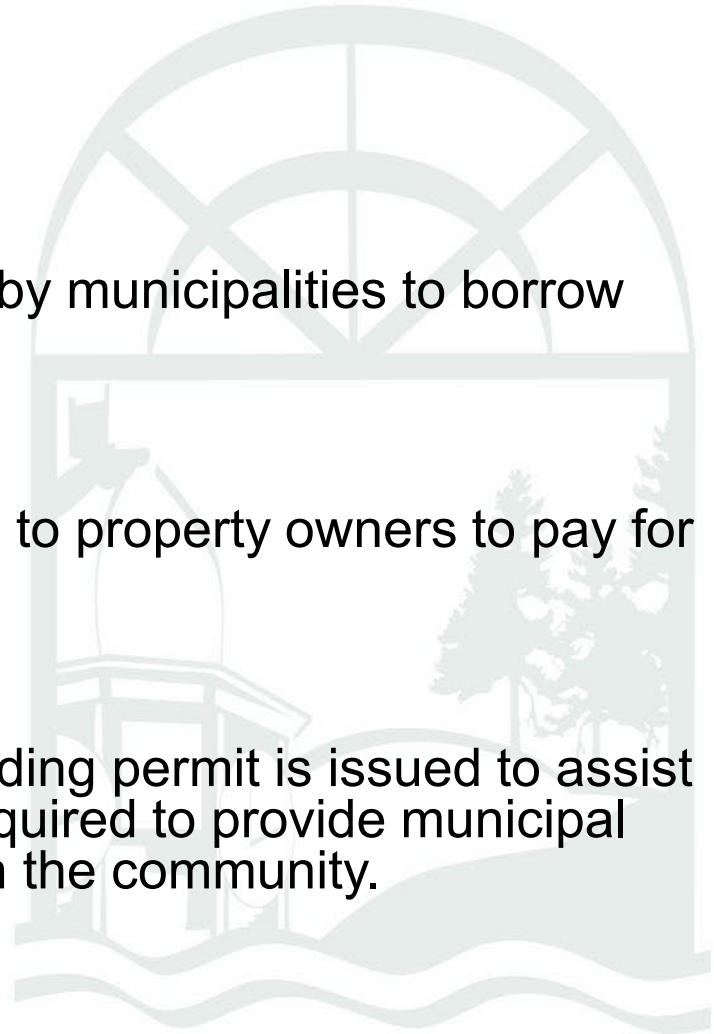 by municipalities to borrow
to property owners to pay for
ding permit is issued to assist
quired to provide municipal
the community.